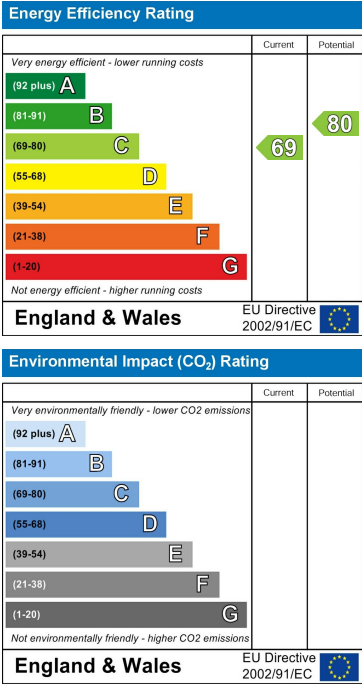 Energy Efficiency Rating
Current Potential
Very energy efficient - lower running costs
(92 plus) A
(81-91) B
(69-80) C
(55-68) D
(39-54) E
(21-38) F
(1-20) G
69
80
Not energy efficient - higher running costs
England & Wales
EU Directive
2002/91/EC
Environmental Impact (CO₂) Rating
Current Potential
Very environmentally friendly - lower CO2 emissions
(92 plus) A
(81-91) B
(69-80) C
(55-68) D
(39-54) E
(21-38) F
(1-20) G
Not environmentally friendly - higher CO2 emissions
England & Wales
EU Directive
2002/91/EC